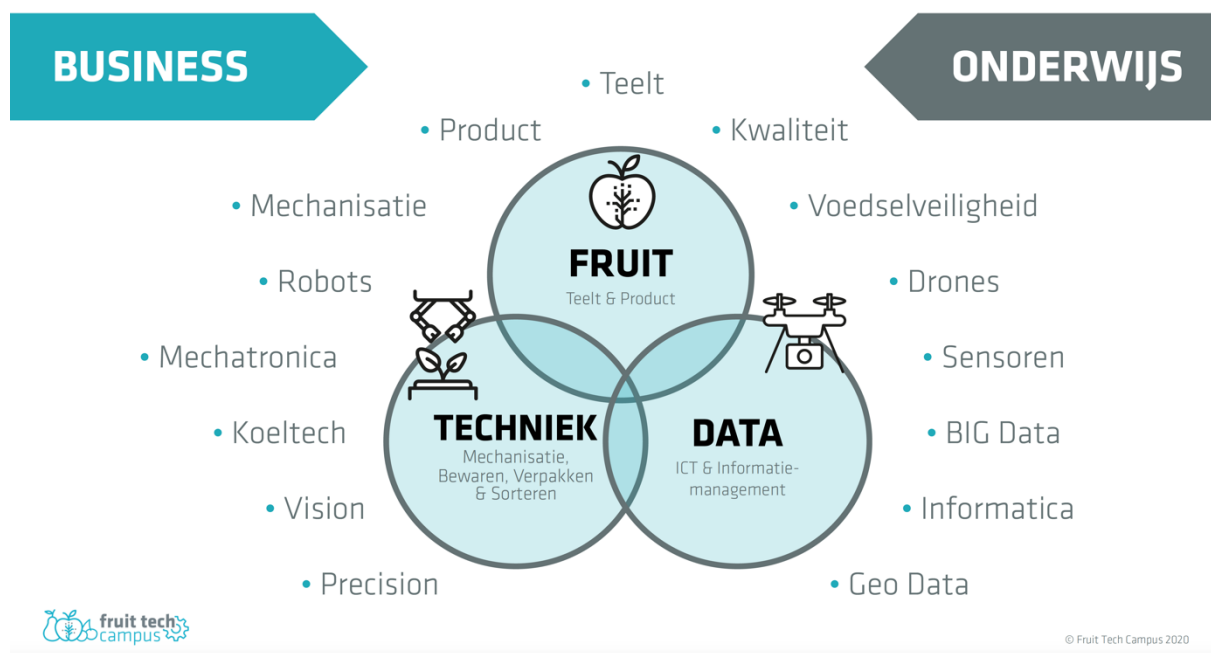 BUSINESS
ONDERWIJS
• Teelt
• Product
• Kwaliteit
• Mechanisatie
• Voedselveiligheid
• Robots
• Drones
• Mechatronica
• Sensoren
• Koeltech
• BIG Data
• Vision
• Informatica
• Precision
• Geo Data
FRUIT
Teelt & Product
TECHNIEK
Mechanisatie,
Bewaren, Verpakken
& Sorteren
DATA
ICT & Informatie-
management
fruit tech
campus
© Fruit Tech Campus 2020